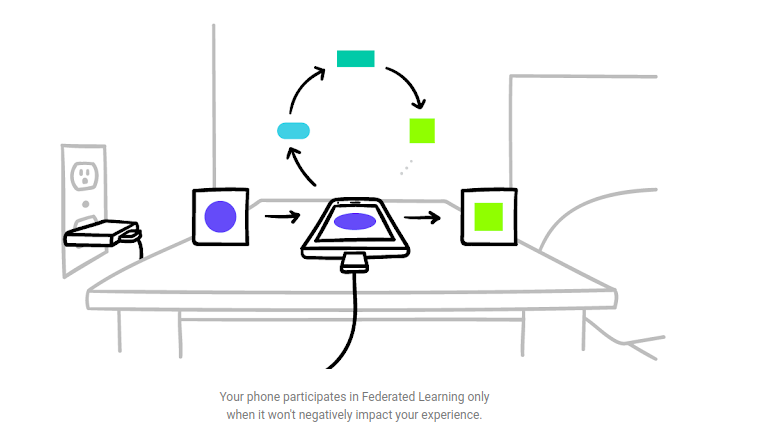 Your phone participates in Federated Learning only
when it won't negatively impact your experience.